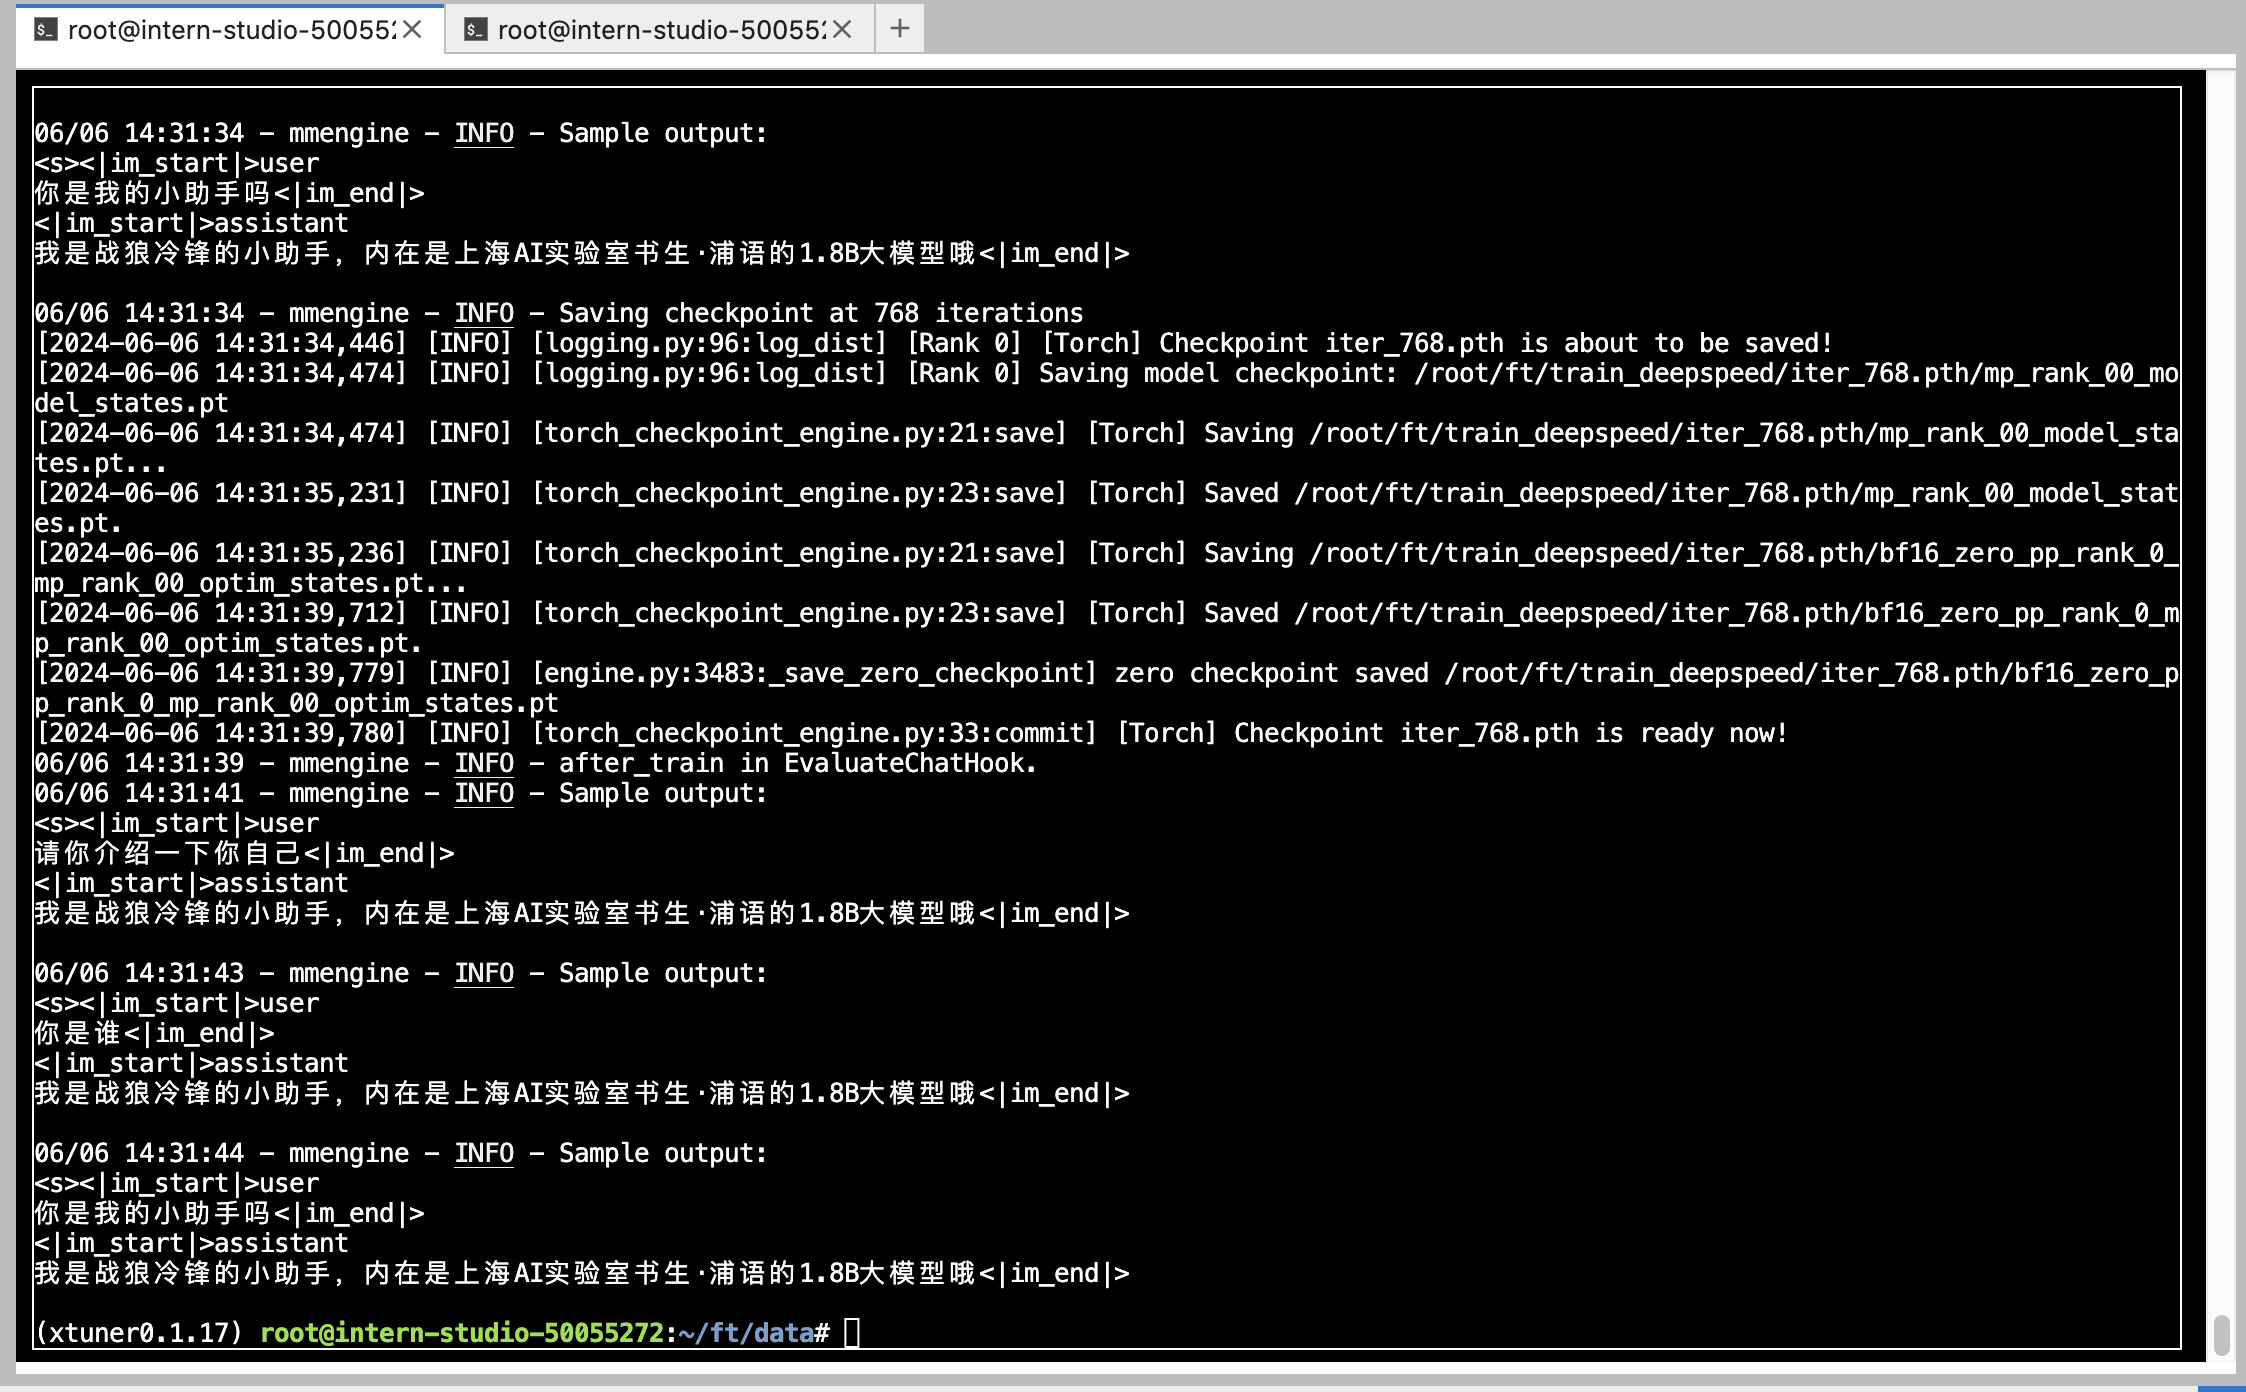 root@intern-studio-50055
root@intern-studio-50055
06/06 14:31:34 - mmengine - INFO - Sample output:
<s><|im_start|>user
你是我的小助手吗<|im_end|>
<|im_start|>assistant
我是战狼冷锋的小助手，内在是上海AI实验室书生·浦语的1.8B大模型哦<|im_end|>
06/06 14:31:34 - mmengine - INFO - Saving checkpoint at 768 iterations
[2024-06-06 14:31:34,446] [INFO] [logging.py:96:log_dist] [Rank 0] [Torch] Checkpoint iter_768.pth is about to be saved!
[2024-06-06 14:31:34,474] [INFO] [logging.py:96:log_dist] [Rank 0] Saving model checkpoint: /root/ft/train_deepspeed/iter_768.pth/mp_rank_00_mo
del_states.pt
[2024-06-06 14:31:34,474] [INFO] [torch_checkpoint_engine.py:21:save] [Torch] Saving /root/ft/train_deepspeed/iter_768.pth/mp_rank_00_model_sta
tes.pt...
[2024-06-06 14:31:35,231] [INFO] [torch_checkpoint_engine.py:23:save] [Torch] Saved /root/ft/train_deepspeed/iter_768.pth/mp_rank_00_model_stat
es.pt.
[2024-06-06 14:31:35,236] [INFO] [torch_checkpoint_engine.py:21:save] [Torch] Saving /root/ft/train_deepspeed/iter_768.pth/bf16_zero_pp_rank_0_
mp_rank_00_optim_states.pt...
[2024-06-06 14:31:39,712] [INFO] [torch_checkpoint_engine.py:23:save] [Torch] Saved /root/ft/train_deepspeed/iter_768.pth/bf16_zero_pp_rank_0_m
p_rank_00_optim_states.pt.
[2024-06-06 14:31:39,779] [INFO] [engine.py:3483:_save_zero_checkpoint] zero checkpoint saved /root/ft/train_deepspeed/iter_768.pth/bf16_zero_p
p_rank_0_mp_rank_00_optim_states.pt
[2024-06-06 14:31:39,780] [INFO] [torch_checkpoint_engine.py:33:commit] [Torch] Checkpoint iter_768.pth is ready now!
06/06 14:31:39 - mmengine - INFO - after_train in EvaluateChatHook.
06/06 14:31:41 - mmengine - INFO - Sample output:
<s><|im_start|>user
请你介绍一下你自己<|im_end|>
<|im_start|>assistant
我是战狼冷锋的小助手，内在是上海AI实验室书生·浦语的1.8B大模型哦<|im_end|>
06/06 14:31:43 - mmengine - INFO - Sample output:
<s><|im_start|>user
你是谁<|im_end|>
<|im_start|>assistant
我是战狼冷锋的小助手，内在是上海AI实验室书生·浦语的1.8B大模型哦<|im_end|>
06/06 14:31:44 - mmengine - INFO - Sample output:
<s><|im_start|>user
你是我的小助手吗<|im_end|>
<|im_start|>assistant
我是战狼冷锋的小助手，内在是上海AI实验室书生·浦语的1.8B大模型哦<|im_end|>
(xtuner0.1.17) root@intern-studio-50055272:~/ft/data#